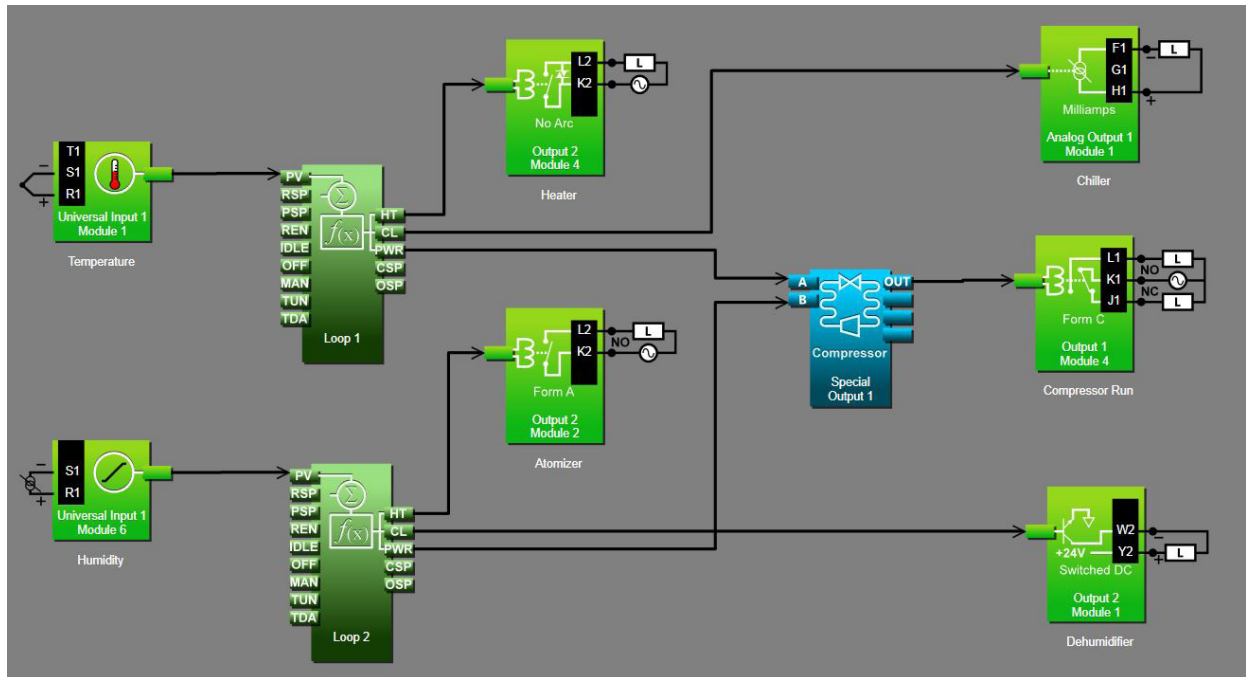 T1
S1
R1
Universal Input 1
Module 1
Temperature
PV
RSP
PSP
REN
IDLE
OFF
MAN
TUN
TDA
Σ
f(x)
HT
CL
PWR
CSP
OSP
Loop 1
L2
K2
L
No Arc
Output 2
Module 4
Heater
F1
G1
H1
L
−
+
Milliamps
Analog Output 1
Module 1
Chiller
A
B
OUT
Compressor
Special
Output 1
L1
K1
J1
NO
NC
L
L
Form C
Output 1
Module 4
Compressor Run
L2
K2
NO
L
Form A
Output 2
Module 2
Atomizer
−
+
S1
R1
−
+
Universal Input 1
Module 6
Humidity
PV
RSP
PSP
REN
IDLE
OFF
MAN
TUN
TDA
Σ
f(x)
HT
CL
PWR
CSP
OSP
Loop 2
W2
Y2
−
+
L
+24V
Switched DC
Output 2
Module 1
Dehumidifier